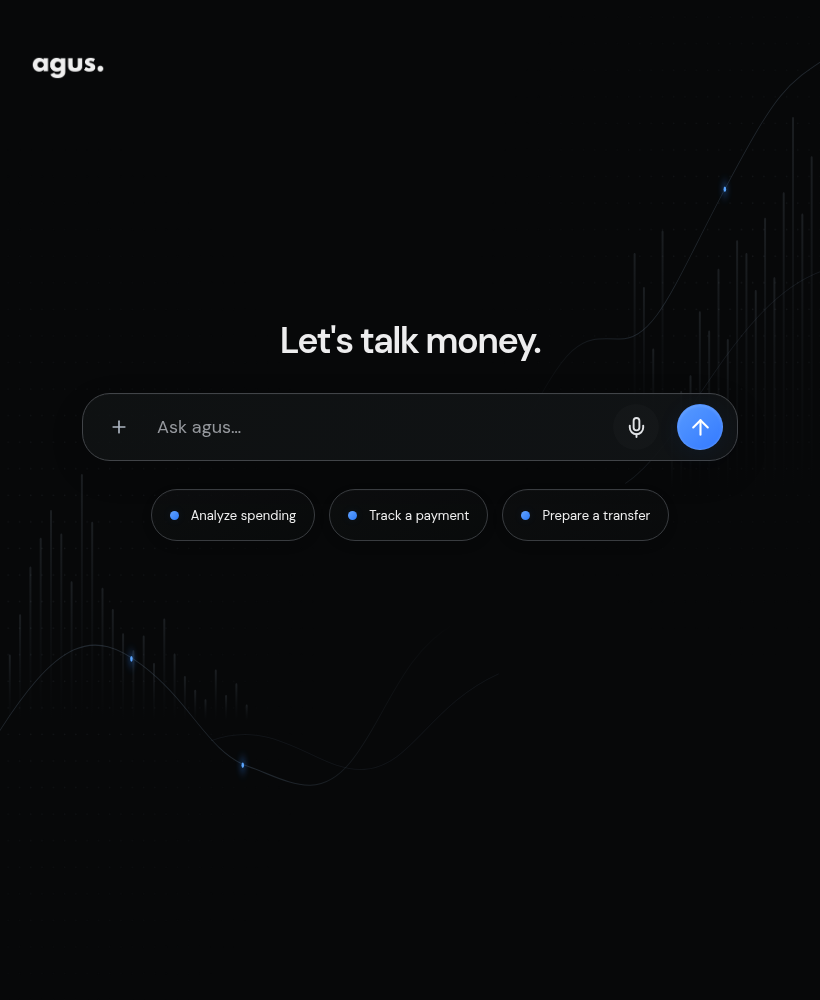 agus.
Let's talk money.
Ask agus...
Analyze spending
Track a payment
Prepare a transfer